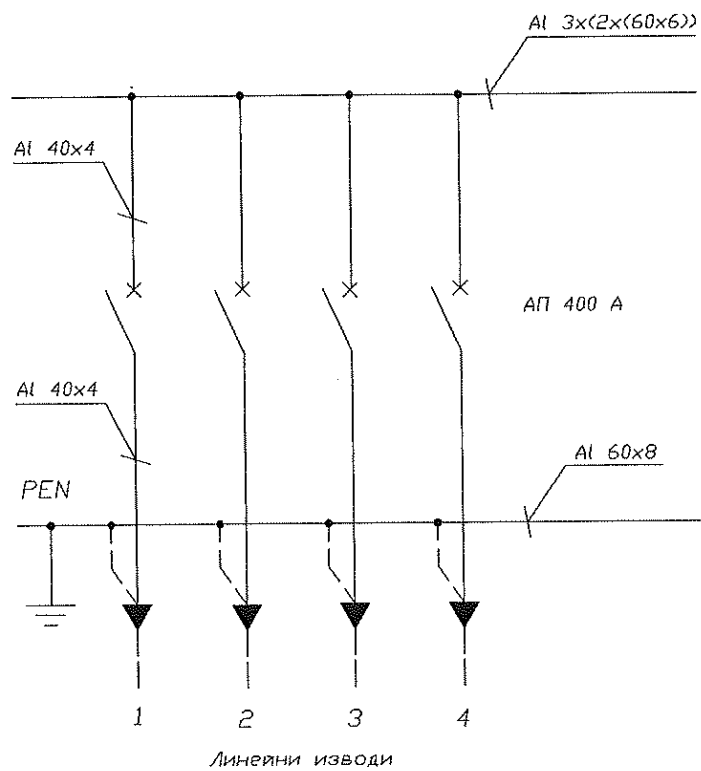 Al 3x(2x(60x6))
Al 40x4
АП 400 А
Al 40x4
Al 60x8
PEN
1 2 3 4
Линейни изводи